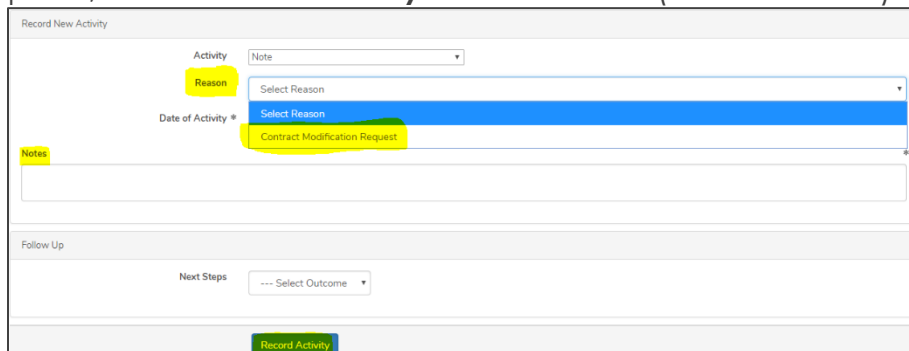 Record New Activity
Activity Note
Reason Select Reason
Select Reason
Date of Activity *
Contract Modification Request
Notes *
Follow Up
Next Steps --- Select Outcome
Record Activity